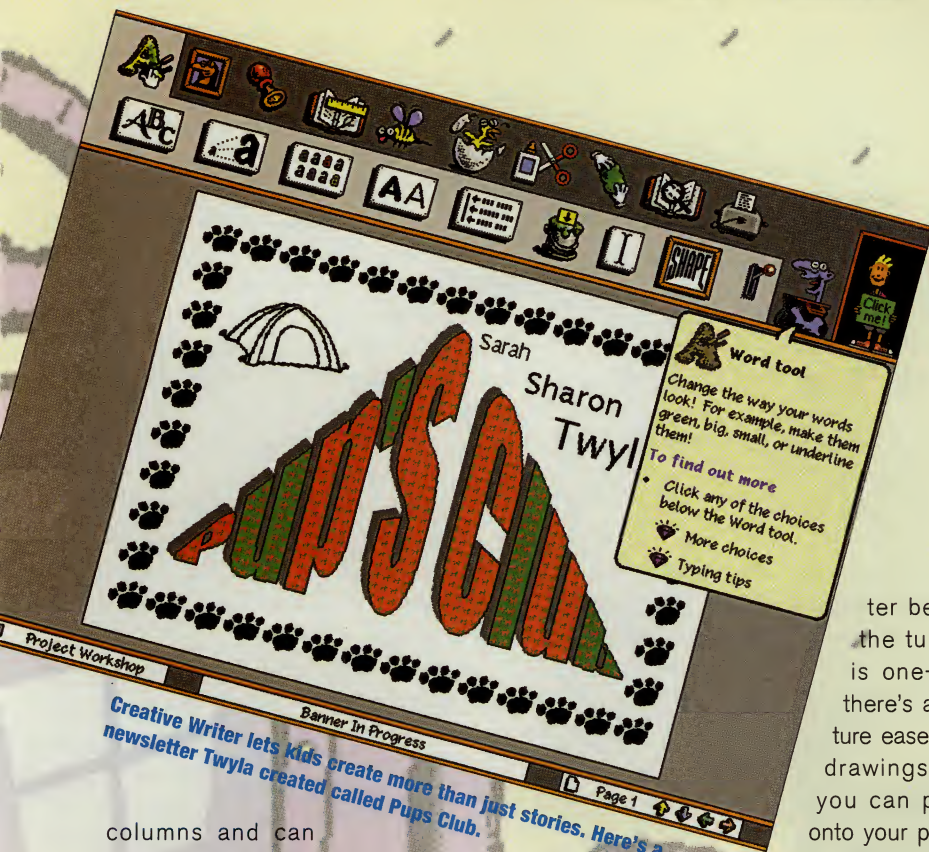 ABC
a
a a a a
a a a a
AA
I
SHAPE
Click
me!
Sarah
Sharon
Twyl
PUPS CLUB
Word tool
Change the way your words
look! For example, make them
green, big, small, or underline
them!
To find out more
• Click any of the choices
below the Word tool.
More choices
Typing tips
Project Workshop
Banner In Progress
Page 1
Creative Writer lets kids create more than just stories. Here's a
newsletter Twyla created called Pups Club.
columns and can
ter be
the tu
is one-
there's a
ture ease
drawings
you can p
onto your p